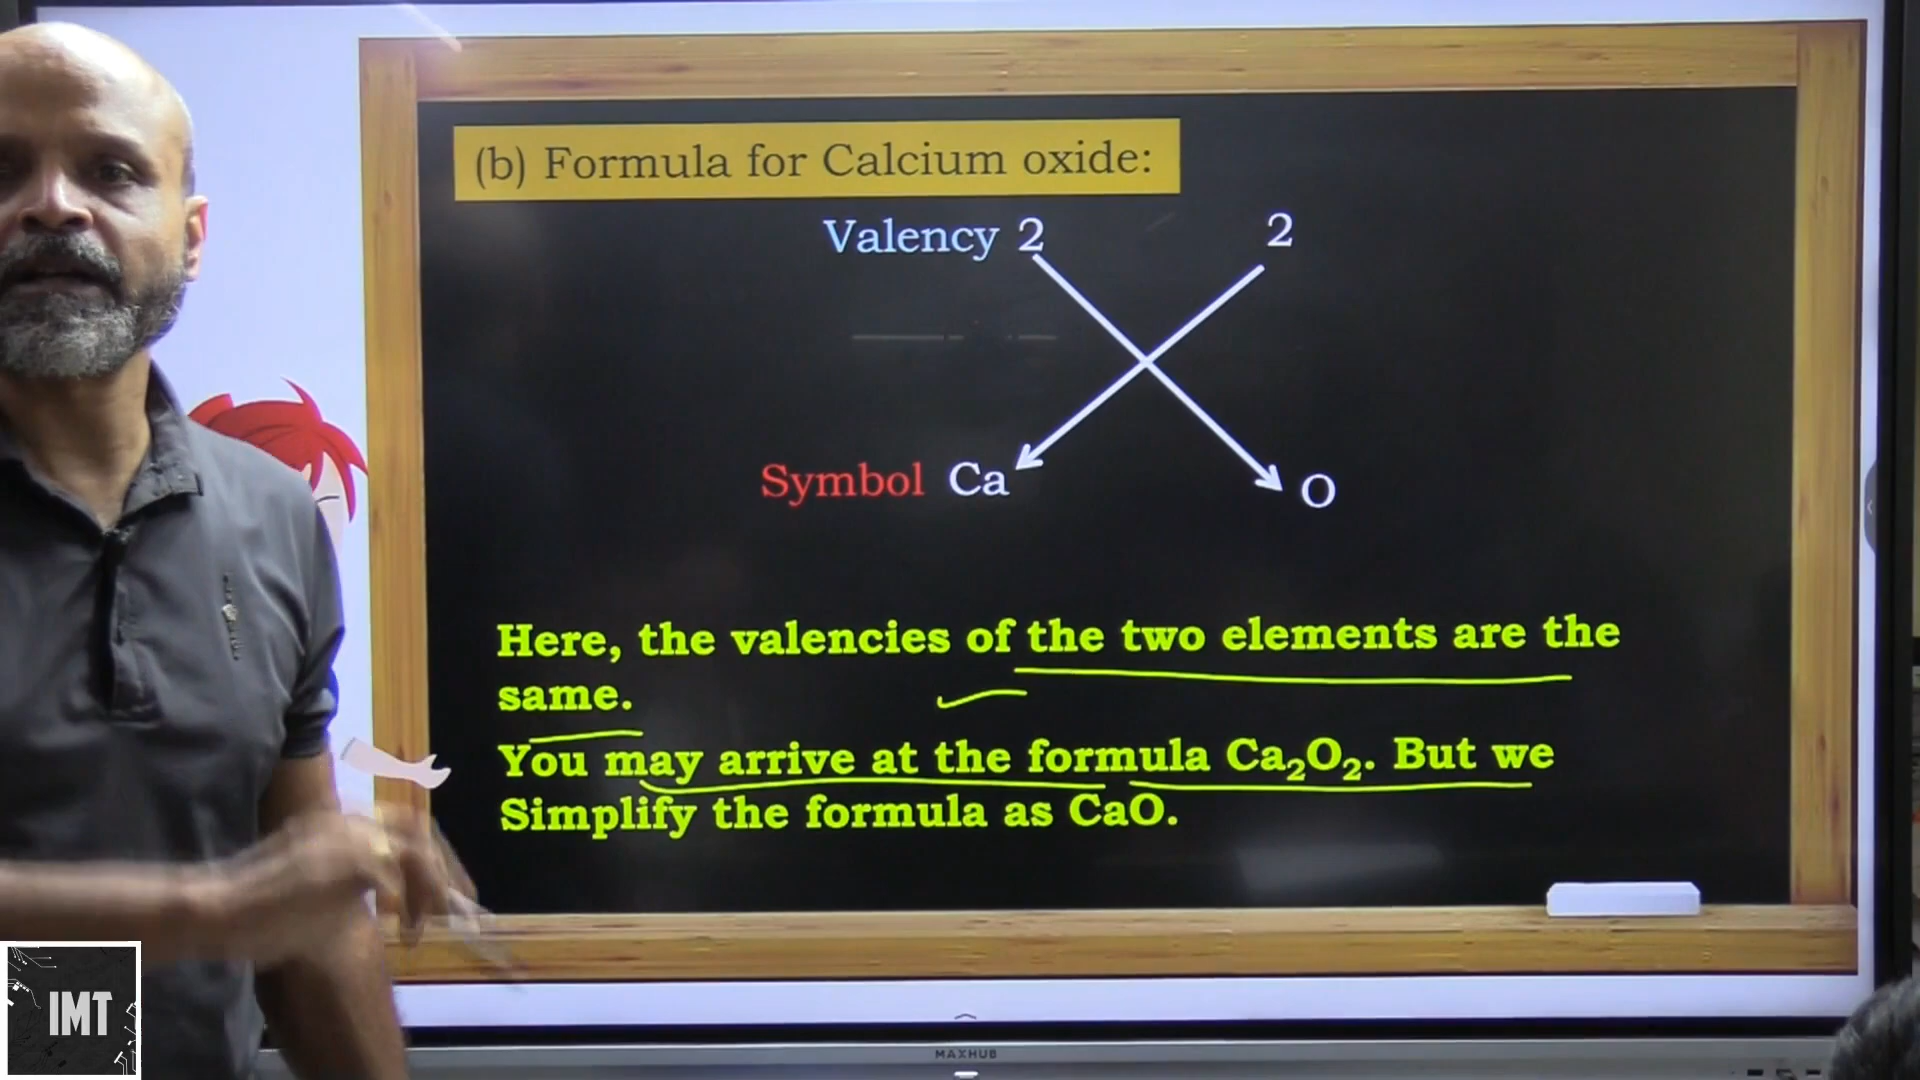 (b) Formula for Calcium oxide:
Valency 2 2
Symbol Ca O
Here, the valencies of the two elements are the
same.
You may arrive at the formula Ca₂O₂. But we
Simplify the formula as CaO.
IMT
MAXHUB